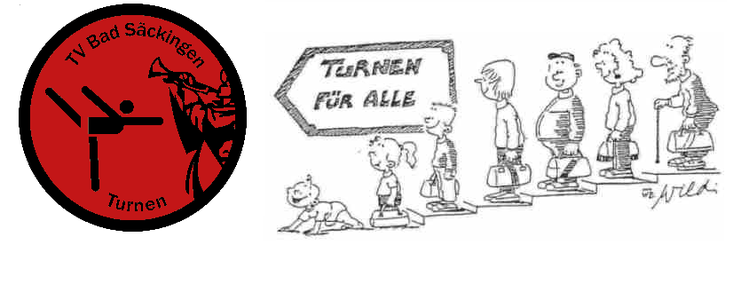 TV Bad Säckingen
Turnen
TURNEN
FÜR ALLE